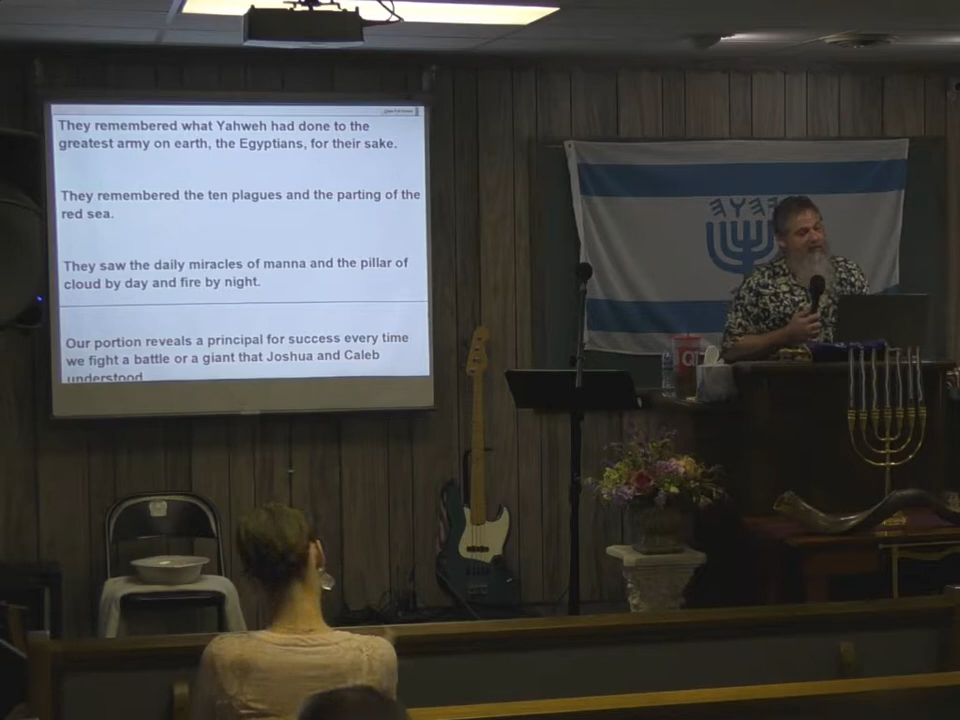 They remembered what Yahweh had done to the
greatest army on earth, the Egyptians, for their sake.
They remembered the ten plagues and the parting of the
red sea.
They saw the daily miracles of manna and the pillar of
cloud by day and fire by night.
Our portion reveals a principal for success every time
we fight a battle or a giant that Joshua and Caleb
understood